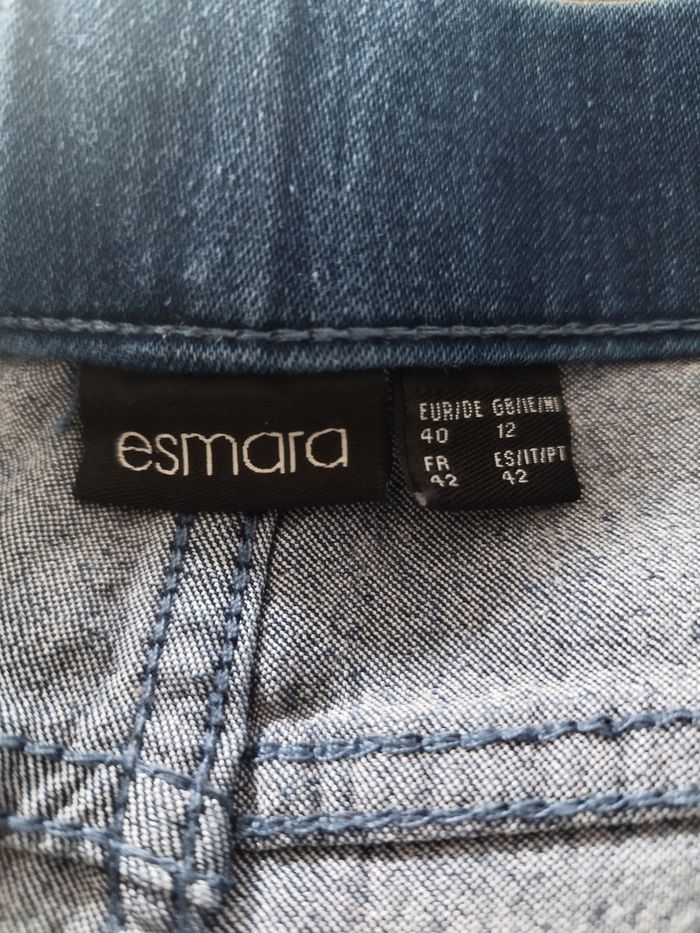 esmara
EUR/DE GB/IE/NI
40 12
FR ES/IT/PT
42 42